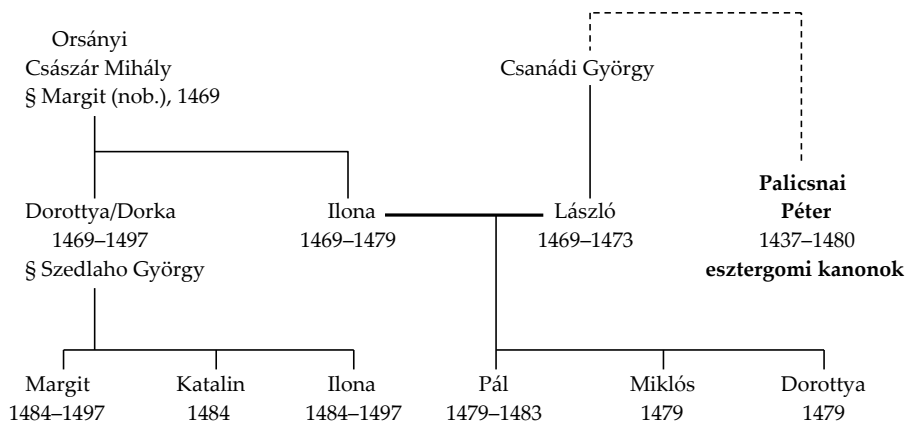 Orsányi
Császár Mihály
§ Margit (nob.), 1469
Csanádi György
Palicsnai
Péter
1437–1480
esztergomi kanonok
Dorottya/Dorka
1469–1497
§ Szedlaho György
Ilona
1469–1479
László
1469–1473
Margit
1484–1497
Katalin
1484
Ilona
1484–1497
Pál
1479–1483
Miklós
1479
Dorottya
1479